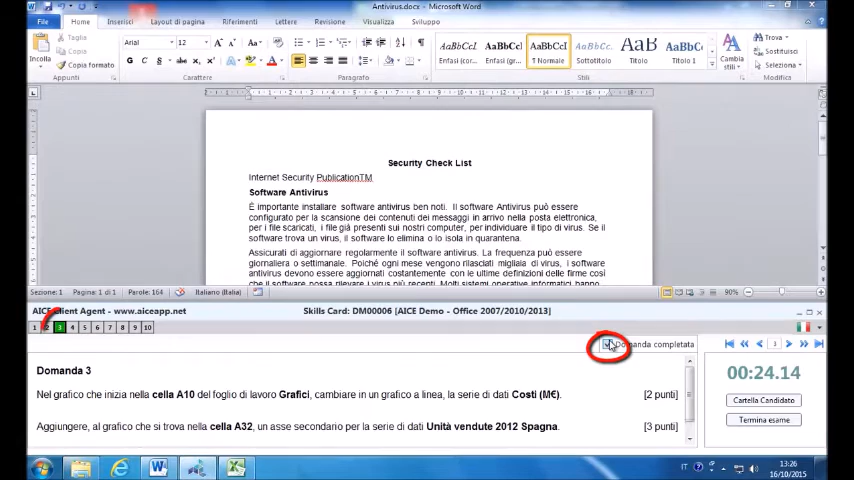 Antivirus.docx - Microsoft Word
File Home Inserisci Layout di pagina Riferimenti Lettere Revisione Visualizza Sviluppo
Incolla
Taglia
Copia
Copia formato
Appunti
Arial 12
Carattere
Paragrafo
AaBbCcI AaBbCcI AaBbCcI AaBbCc. AaB AaBbCc
Enfasi (cor... Enfasi (gr... ¶ Normale Sottotitolo Titolo Titolo 1
Stili
Cambia stili
Trova
Sostituisci
Seleziona
Modifica
Security Check List
Internet Security PublicationTM
Software Antivirus
È importante installare software antivirus ben noti. Il software Antivirus può essere
configurato per la scansione dei contenuti dei messaggi in arrivo nella posta elettronica,
per i file scaricati, i file già presenti sui nostri computer, per individuare il tipo di virus. Se il
software trova un virus, il software lo elimina o lo isola in quarantena.
Assicurati di aggiornare regolarmente il software antivirus. La frequenza può essere
giornaliera o settimanale. Poiché ogni mese vengono rilasciati migliaia di virus, i software
antivirus devono essere aggiornati costantemente con le ultime definizioni delle firme così
Sezione: 1 Pagina: 1 di 1 Parole: 164 Italiano (Italia) 90%
AICE Client Agent - www.aiceapp.net Skills Card: DM00006 [AICE Demo - Office 2007/2010/2013]
1 2 3 4 5 6 7 8 9 10
Domanda completata
3
Domanda 3
Nel grafico che inizia nella cella A10 del foglio di lavoro Grafici, cambiare in un grafico a linea, la serie di dati Costi (M€). [2 punti]
Aggiungere, al grafico che si trova nella cella A32, un asse secondario per la serie di dati Unità vendute 2012 Spagna. [3 punti]
00:24.14
Cartella Candidato
Termina esame
IT
13:26
16/10/2015